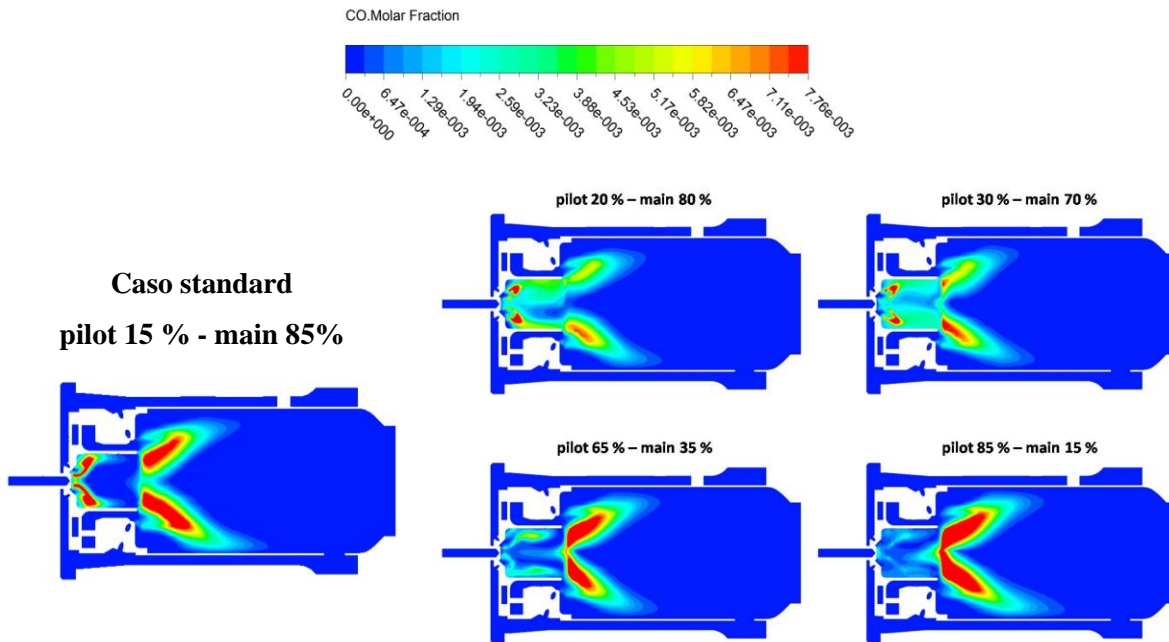 CO.Molar Fraction
0.00e+000
6.47e-004
1.29e-003
1.94e-003
2.59e-003
3.23e-003
3.88e-003
4.53e-003
5.17e-003
5.82e-003
6.47e-003
7.11e-003
7.76e-003
pilot 20 % – main 80 %
pilot 30 % – main 70 %
Caso standard
pilot 15 % - main 85%
pilot 65 % – main 35 %
pilot 85 % – main 15 %